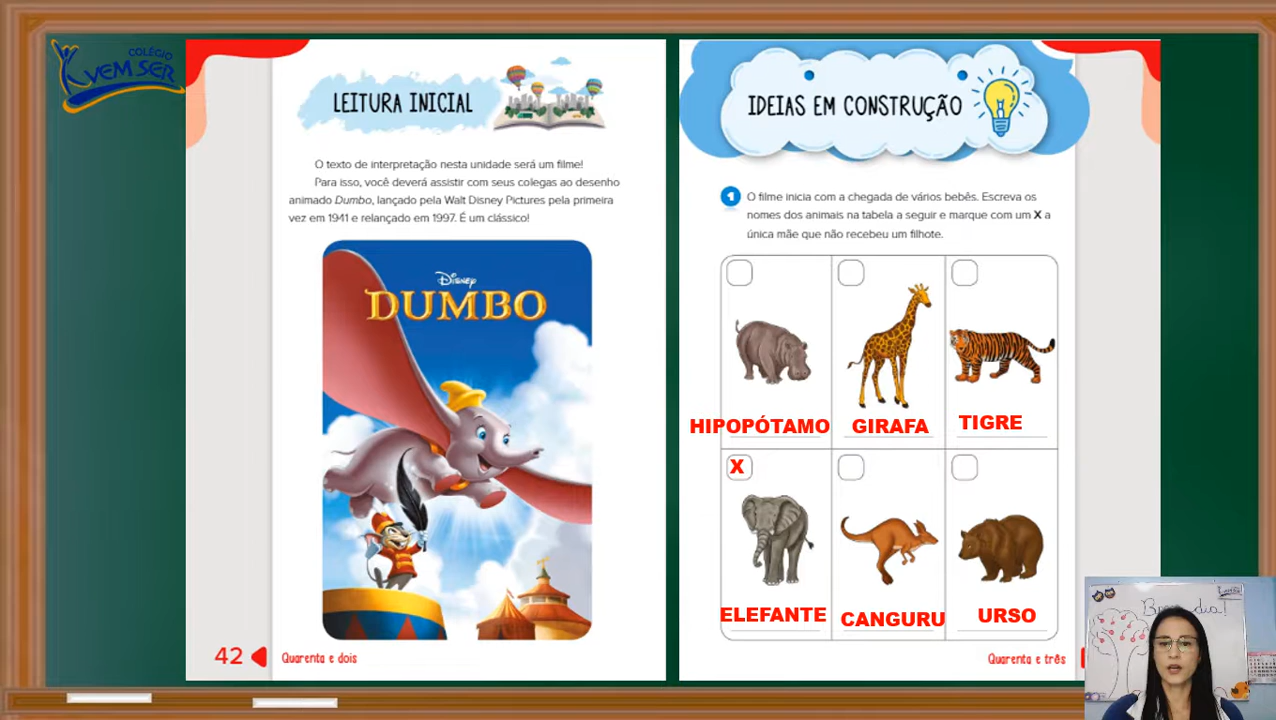 COLÉGIO
VEM SER
LEITURA INICIAL
O texto de interpretação nesta unidade será um filme!
Para isso, você deverá assistir com seus colegas ao desenho
animado Dumbo, lançado pela Walt Disney Pictures pela primeira
vez em 1941 e relançado em 1997. É um clássico!
Disney
DUMBO
42
Quarenta e dois
IDEIAS EM CONSTRUÇÃO
1 O filme inicia com a chegada de vários bebês. Escreva os
nomes dos animais na tabela a seguir e marque com um X a
única mãe que não recebeu um filhote.
HIPOPÓTAMO GIRAFA TIGRE
X
ELEFANTE CANGURU URSO
Quarenta e três